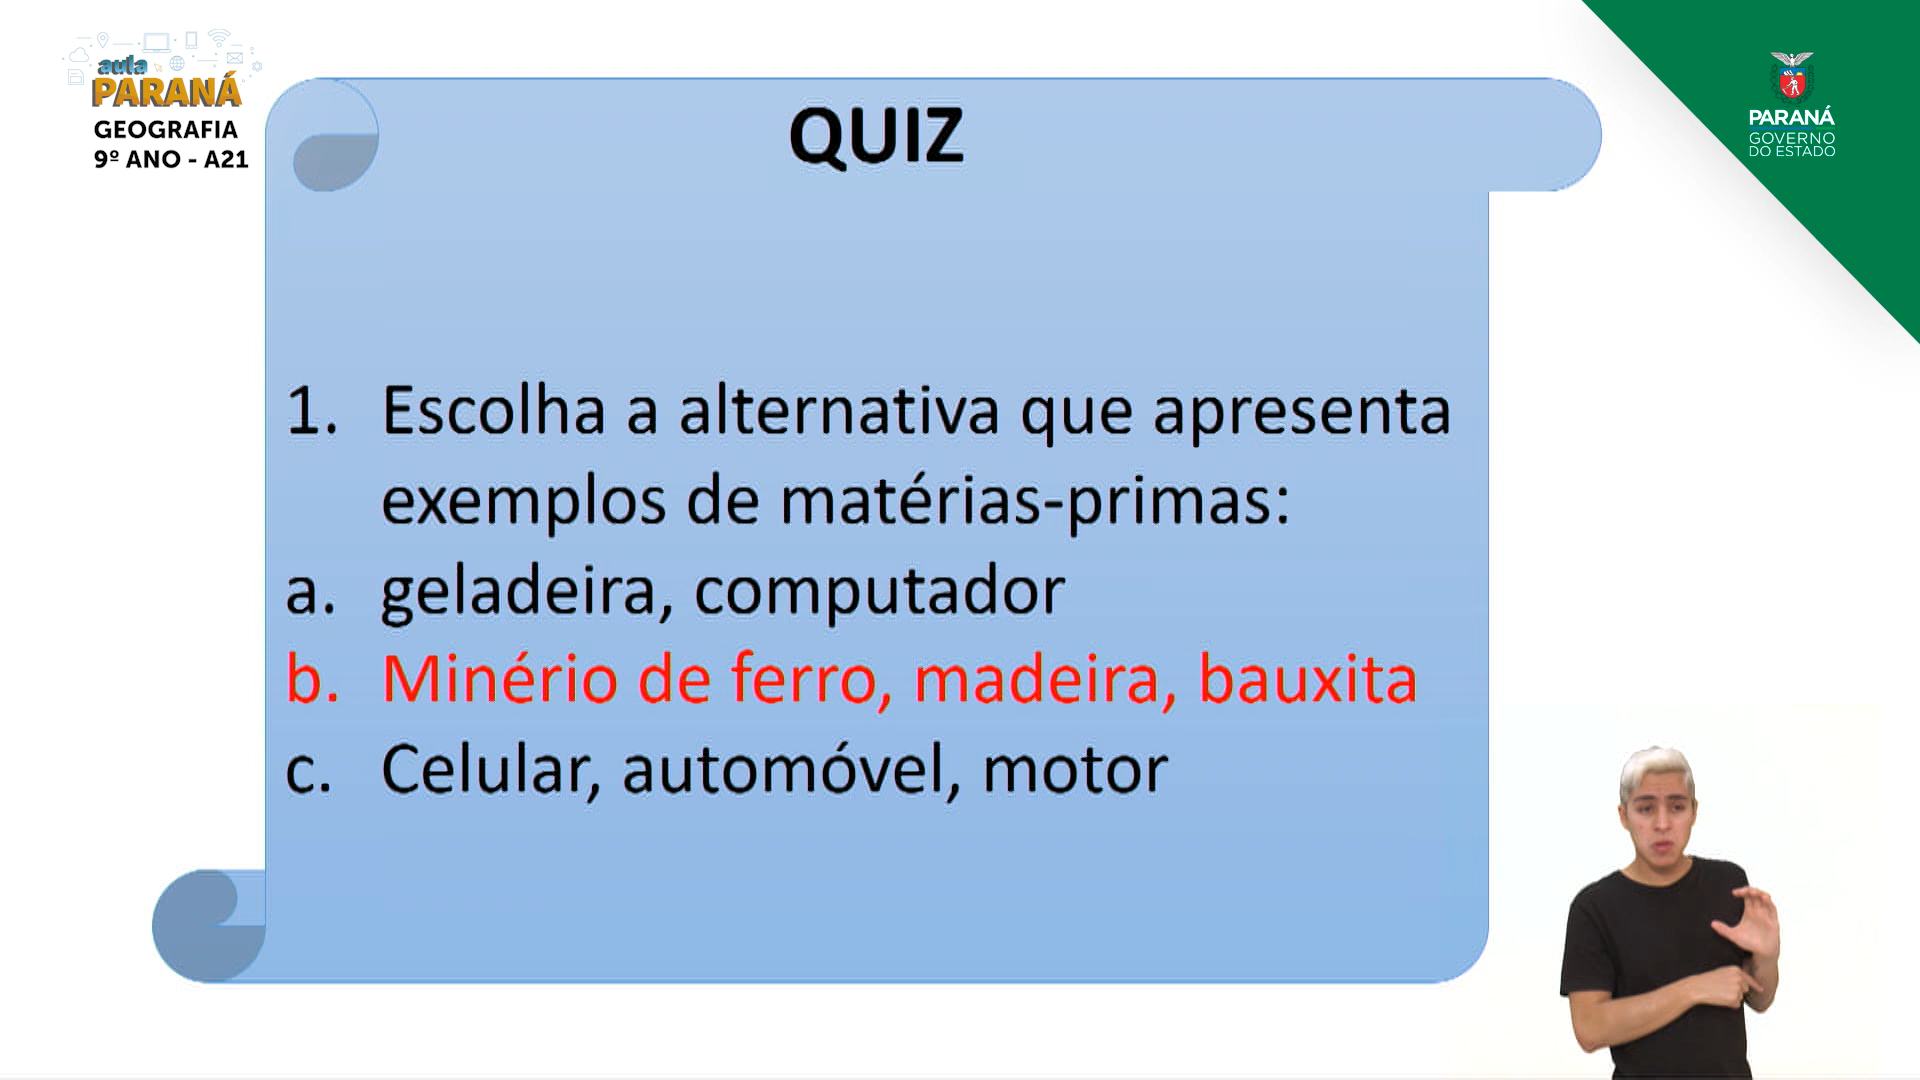 aula
PARANÁ
GEOGRAFIA
9º ANO - A21
QUIZ
PARANÁ
GOVERNO
DO ESTADO
1. Escolha a alternativa que apresenta
exemplos de matérias-primas:
a. geladeira, computador
b. Minério de ferro, madeira, bauxita
c. Celular, automóvel, motor